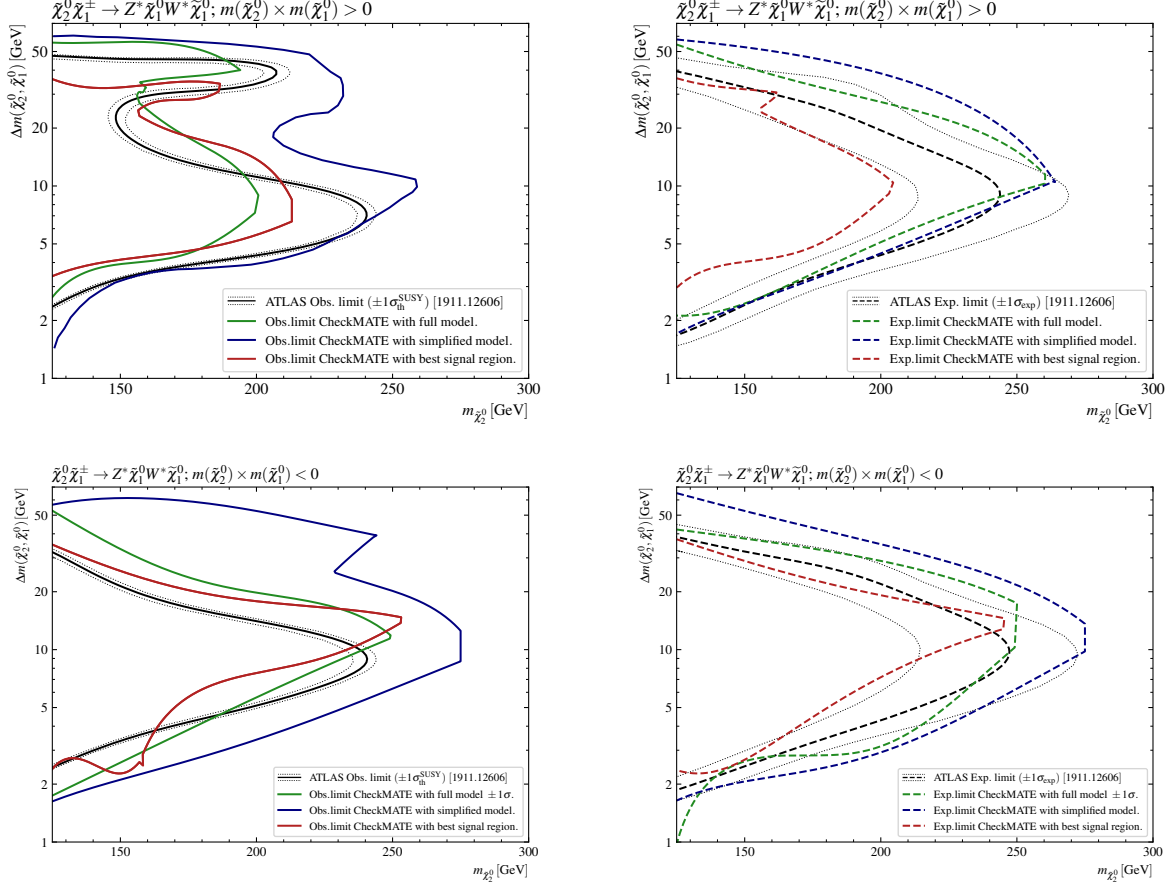 χ̃₂⁰χ̃₁± → Z*χ̃₁⁰W*χ̃₁⁰; m(χ̃₂⁰) × m(χ̃₁⁰) > 0
Δm(χ̃₂⁰, χ̃₁⁰) [GeV]
50
20
10
5
2
1
ATLAS Obs. limit (±1σ_th^SUSY) [1911.12606]
Obs.limit CheckMATE with full model.
Obs.limit CheckMATE with simplified model.
Obs.limit CheckMATE with best signal region.
150 200 250 300
m_χ̃₂⁰ [GeV]
χ̃₂⁰χ̃₁± → Z*χ̃₁⁰W*χ̃₁⁰; m(χ̃₂⁰) × m(χ̃₁⁰) > 0
Δm(χ̃₂⁰, χ̃₁⁰) [GeV]
50
20
10
5
2
1
ATLAS Exp. limit (±1σ_exp) [1911.12606]
Exp.limit CheckMATE with full model.
Exp.limit CheckMATE with simplified model.
Exp.limit CheckMATE with best signal region.
150 200 250 300
m_χ̃₂⁰ [GeV]
χ̃₂⁰χ̃₁± → Z*χ̃₁⁰W*χ̃₁⁰; m(χ̃₂⁰) × m(χ̃₁⁰) < 0
Δm(χ̃₂⁰, χ̃₁⁰) [GeV]
50
20
10
5
2
1
ATLAS Obs. limit (±1σ_th^SUSY) [1911.12606]
Obs.limit CheckMATE with full model ±1σ.
Obs.limit CheckMATE with simplified model.
Obs.limit CheckMATE with best signal region.
150 200 250 300
m_χ̃₂⁰ [GeV]
χ̃₂⁰χ̃₁± → Z*χ̃₁⁰W*χ̃₁⁰; m(χ̃₂⁰) × m(χ̃₁⁰) < 0
Δm(χ̃₂⁰, χ̃₁⁰) [GeV]
50
20
10
5
2
1
ATLAS Exp. limit (±1σ_exp) [1911.12606]
Exp.limit CheckMATE with full model ±1σ.
Exp.limit CheckMATE with simplified model.
Exp.limit CheckMATE with best signal region.
150 200 250 300
m_χ̃₂⁰ [GeV]